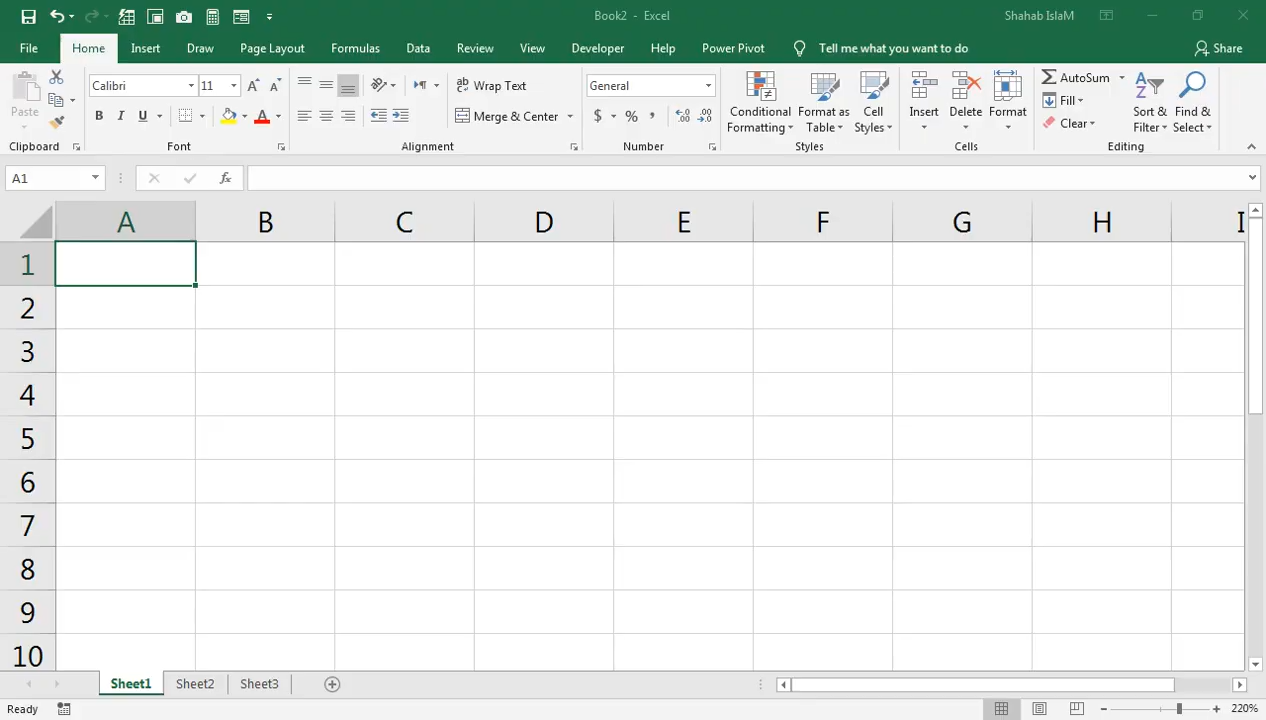 Book2 - Excel
Shahab IslaM
File Home Insert Draw Page Layout Formulas Data Review View Developer Help Power Pivot Tell me what you want to do Share
Paste
Clipboard
Calibri 11
B I U A
Font
Wrap Text
Merge & Center
Alignment
General
$ % ,
Number
Conditional Formatting
Format as Table
Cell Styles
Styles
Insert
Delete
Format
Cells
AutoSum
Fill
Clear
Sort & Filter
Find & Select
Editing
A1 fx
A B C D E F G H I
1
2
3
4
5
6
7
8
9
10
Sheet1 Sheet2 Sheet3
Ready 220%